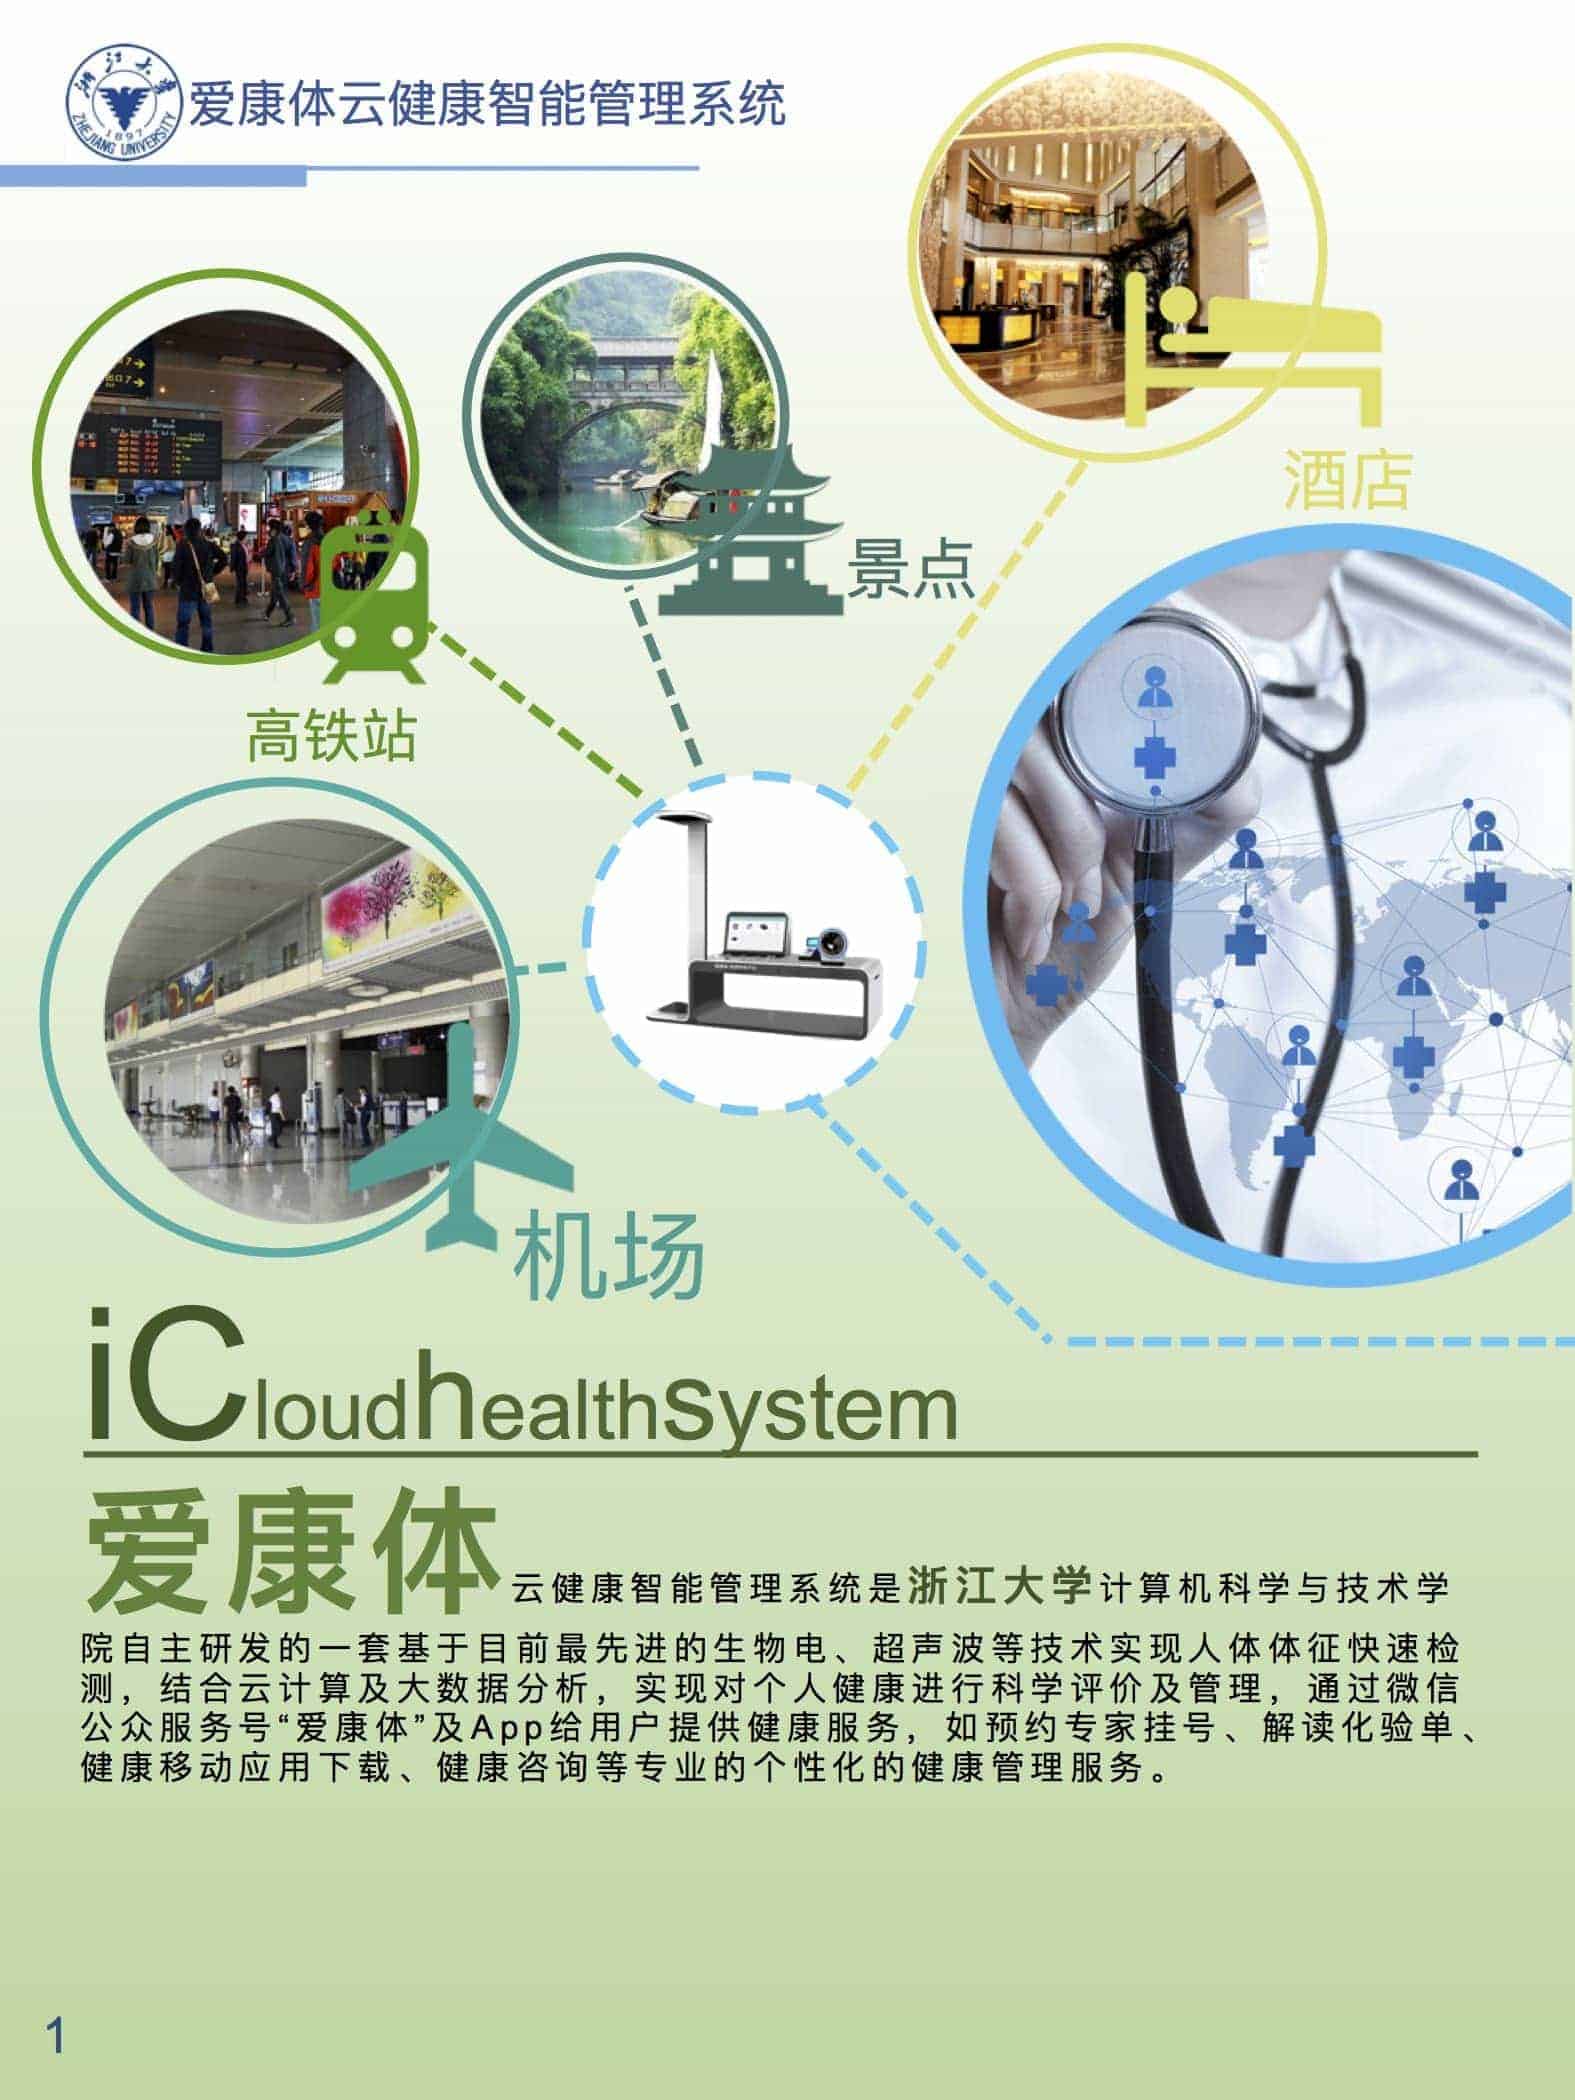 浙江大学
ZHEJIANG UNIVERSITY
1897
爱康体云健康智能管理系统
酒店
景点
高铁站
机场
iCloudhealthSystem
爱康体云健康智能管理系统是浙江大学计算机科学与技术学
院自主研发的一套基于目前最先进的生物电、超声波等技术实现人体体征快速检
测，结合云计算及大数据分析，实现对个人健康进行科学评价及管理，通过微信
公众服务号“爱康体”及App给用户提供健康服务，如预约专家挂号、解读化验单、
健康移动应用下载、健康咨询等专业的个性化的健康管理服务。
1